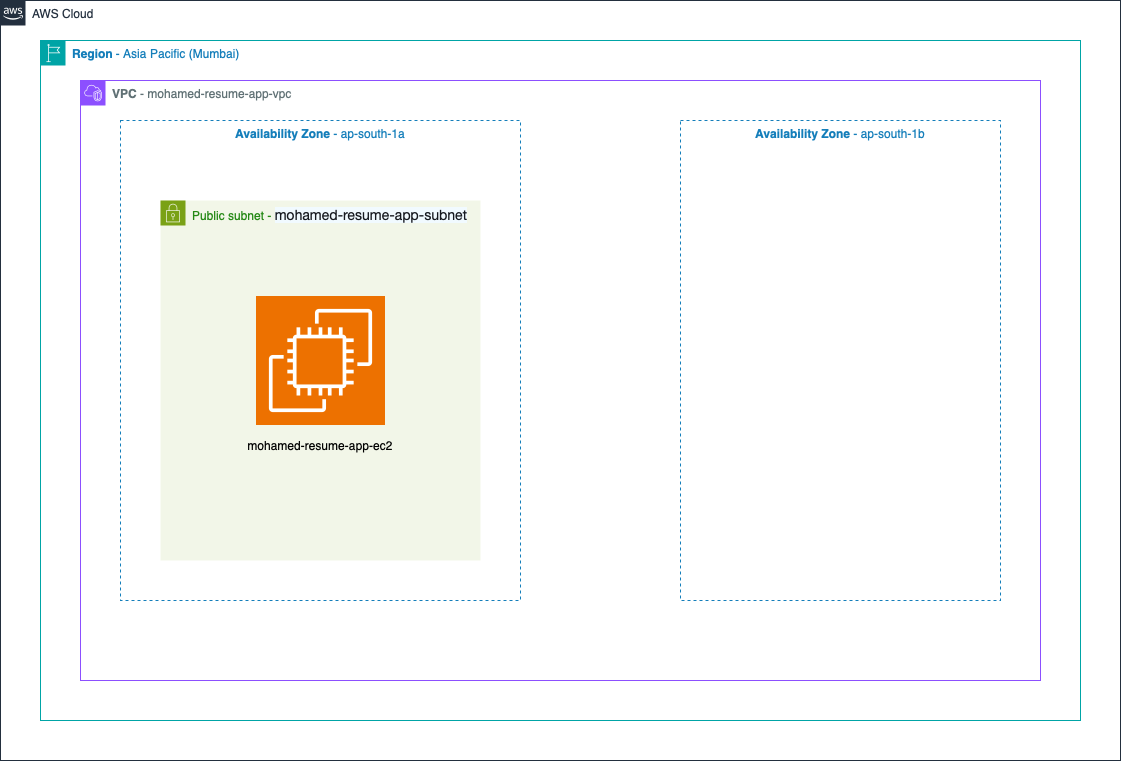 aws
AWS Cloud
Region - Asia Pacific (Mumbai)
VPC - mohamed-resume-app-vpc
Availability Zone - ap-south-1a
Availability Zone - ap-south-1b
Public subnet - mohamed-resume-app-subnet
mohamed-resume-app-ec2